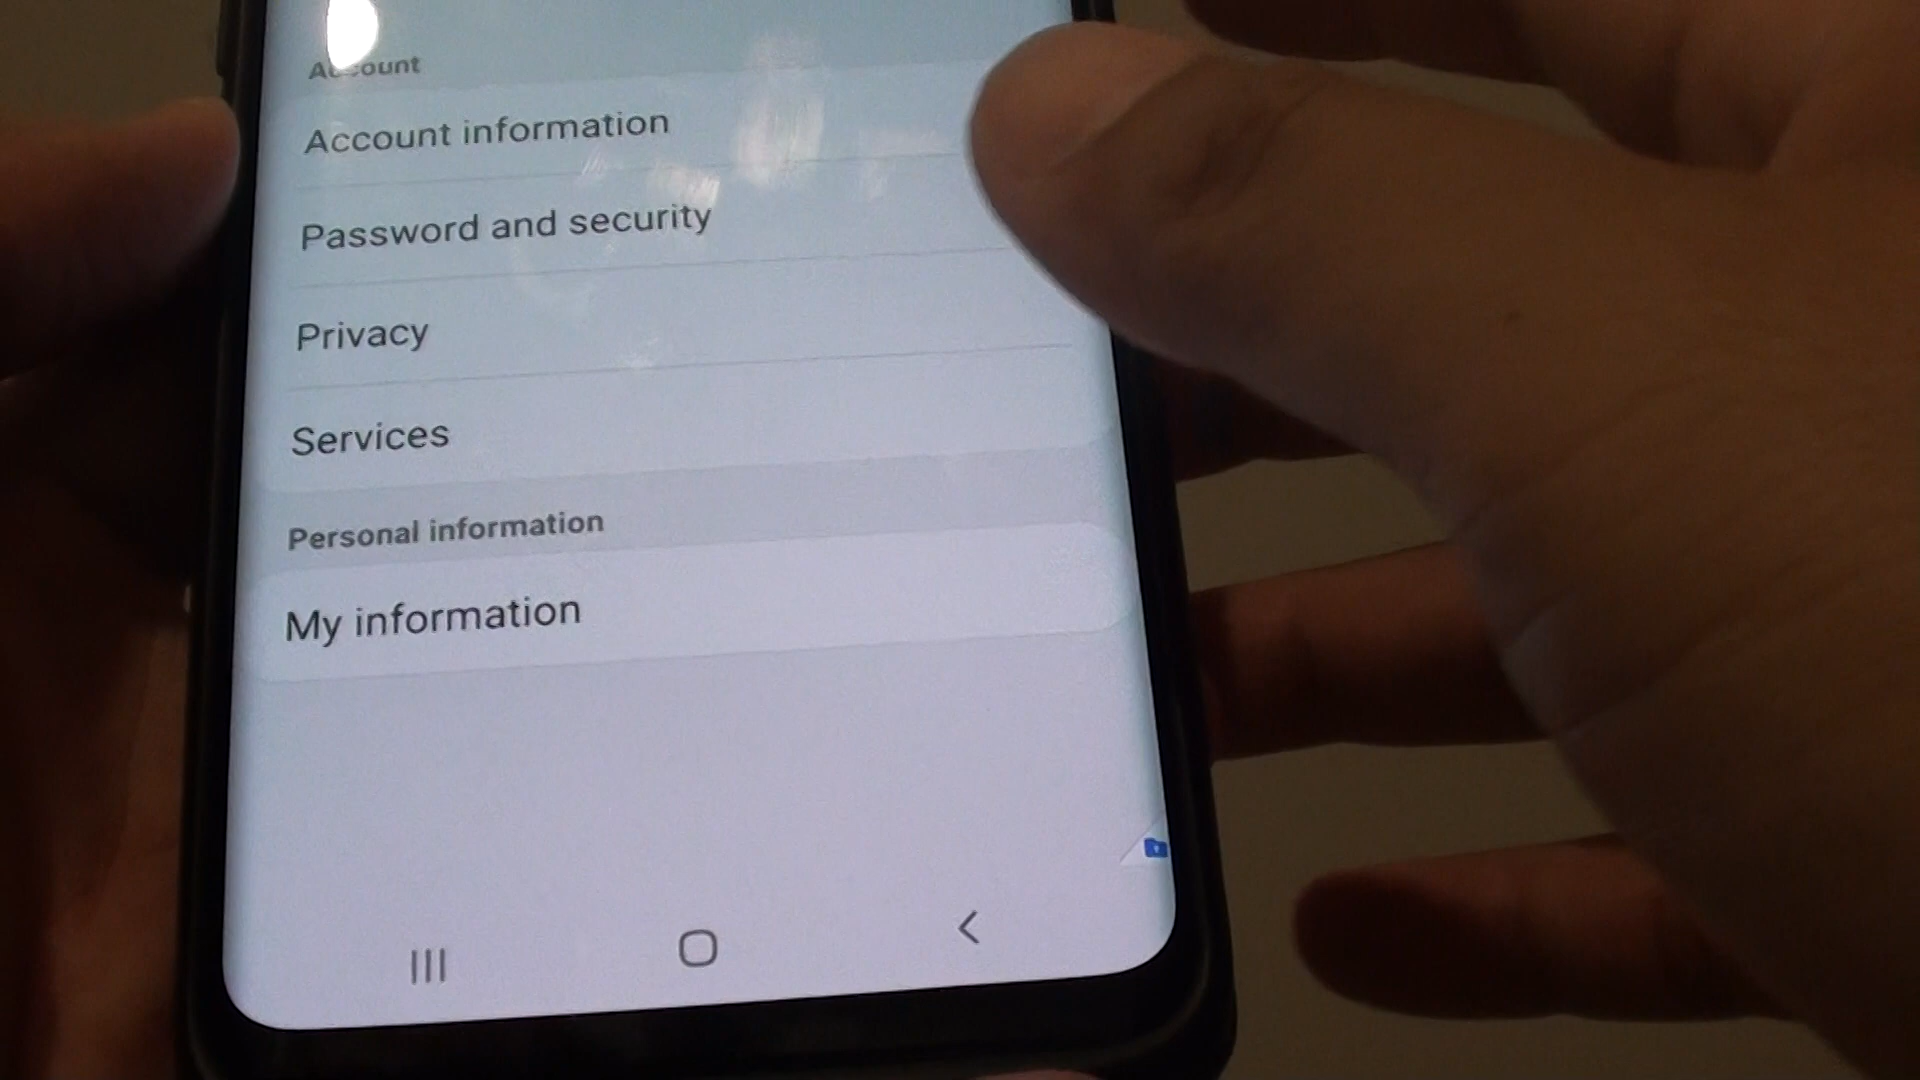 Account
Account information
Password and security
Privacy
Services
Personal information
My information